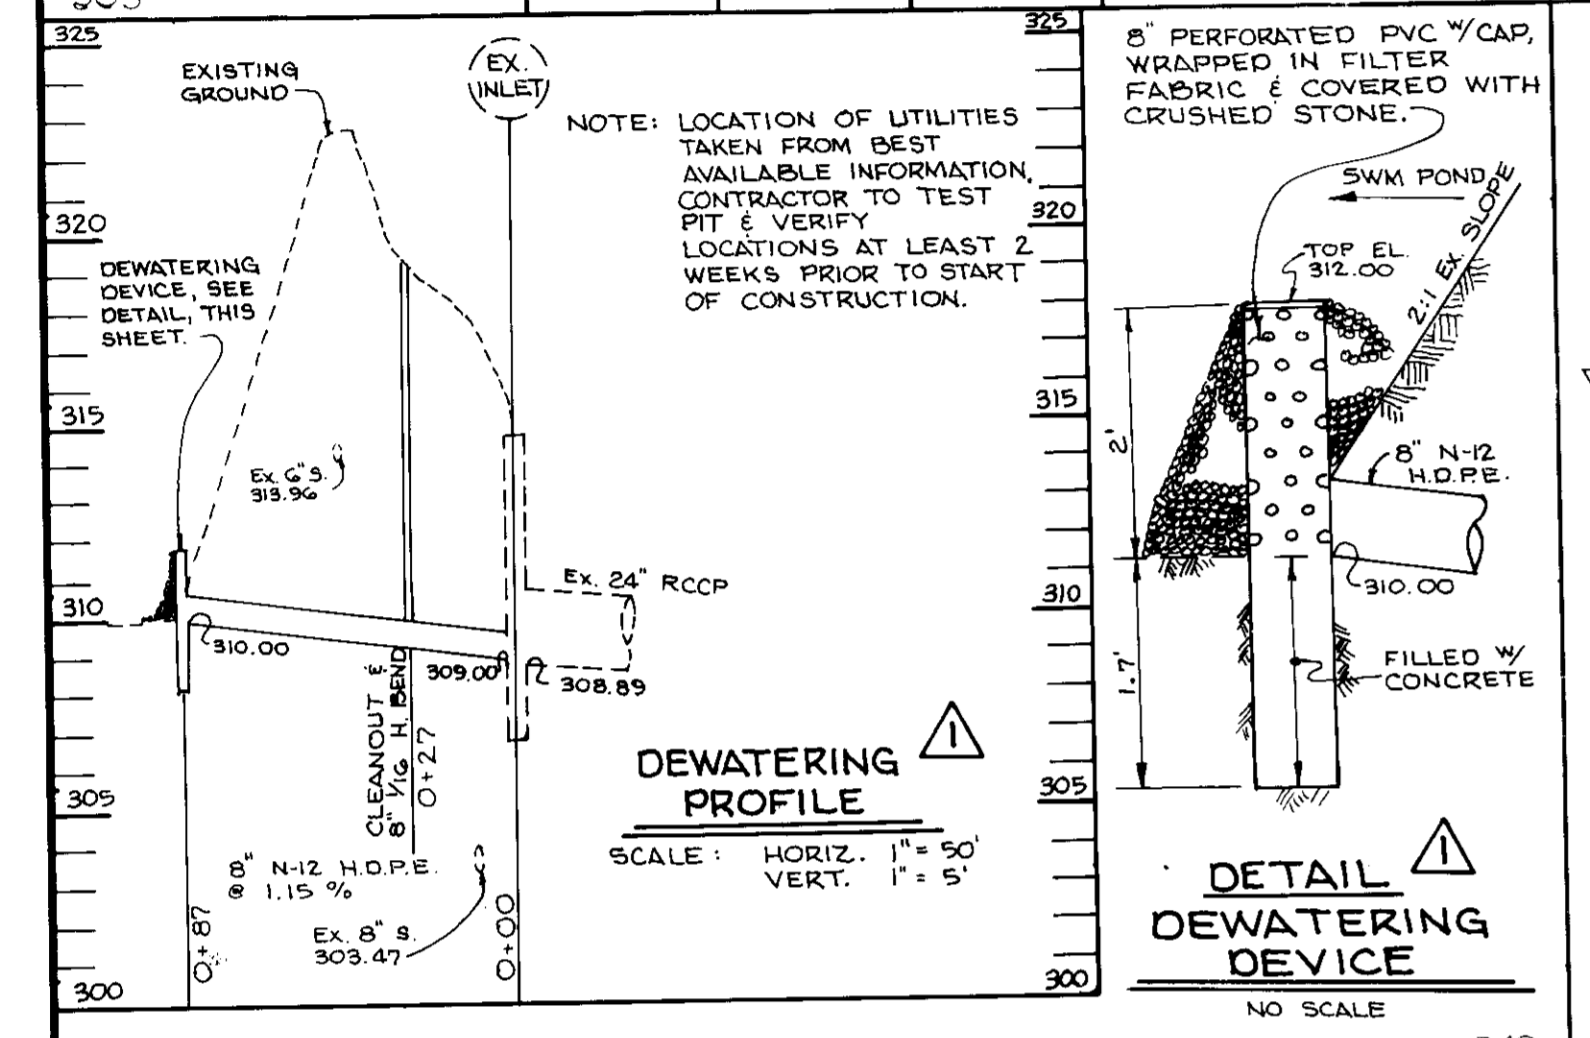 325
EXISTING
GROUND
EX.
INLET
NOTE: LOCATION OF UTILITIES
TAKEN FROM BEST
AVAILABLE INFORMATION.
CONTRACTOR TO TEST
PIT & VERIFY
LOCATIONS AT LEAST 2
WEEKS PRIOR TO START
OF CONSTRUCTION.
320
DEWATERING
DEVICE, SEE
DETAIL, THIS
SHEET.
315
EX. 6" S.
313.96
310
310.00
309.00
308.89
EX. 24" RCCP
CLEANOUT &
8" 1/16 H. BEND
0+27
305
8" N-12 H.D.P.E.
@ 1.15 %
EX. 8" S.
303.47
0+87
0+00
300
DEWATERING
PROFILE
1
SCALE: HORIZ. 1" = 50'
VERT. 1" = 5'
325
320
315
310
305
300
8" PERFORATED PVC W/CAP,
WRAPPED IN FILTER
FABRIC & COVERED WITH
CRUSHED STONE.
SWM POND
2:1 EX. SLOPE
TOP EL.
312.00
2'
8" N-12
H.D.P.E.
310.00
1.7'
FILLED W/
CONCRETE
DETAIL
1
DEWATERING
DEVICE
NO SCALE